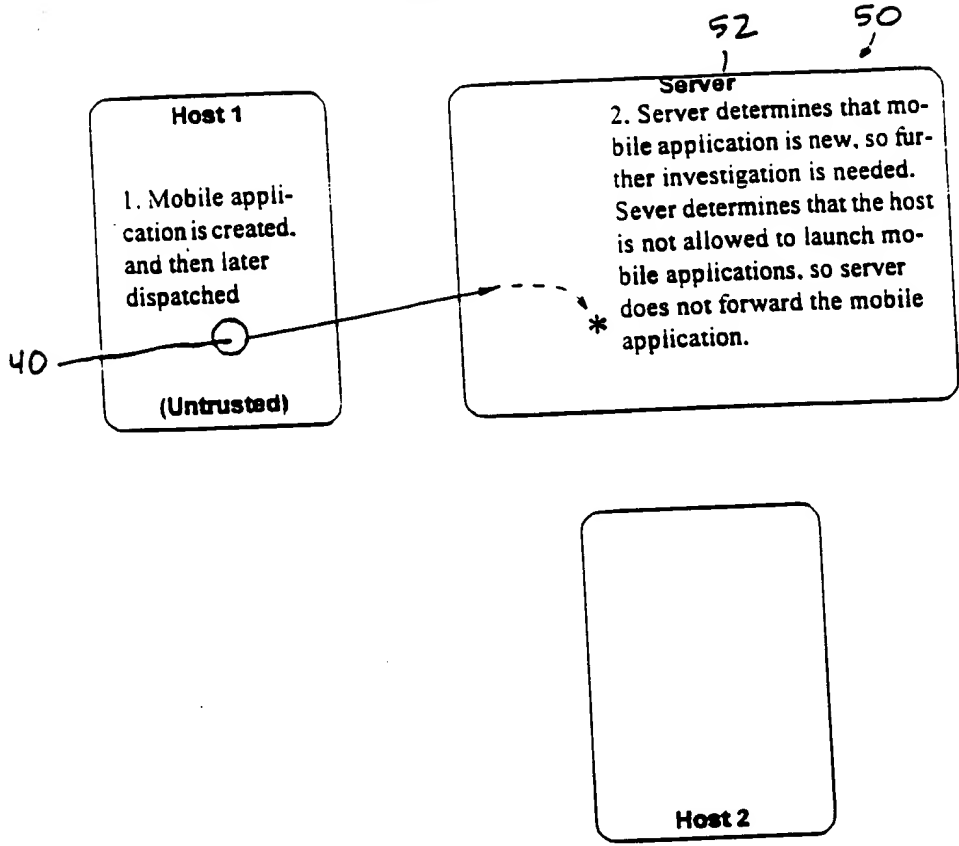 52
50
Host 1
1. Mobile appli-
cation is created.
and then later
dispatched
40
(Untrusted)
Server
2. Server determines that mo-
bile application is new, so fur-
ther investigation is needed.
Sever determines that the host
is not allowed to launch mo-
bile applications, so server
does not forward the mobile
application.
*
Host 2